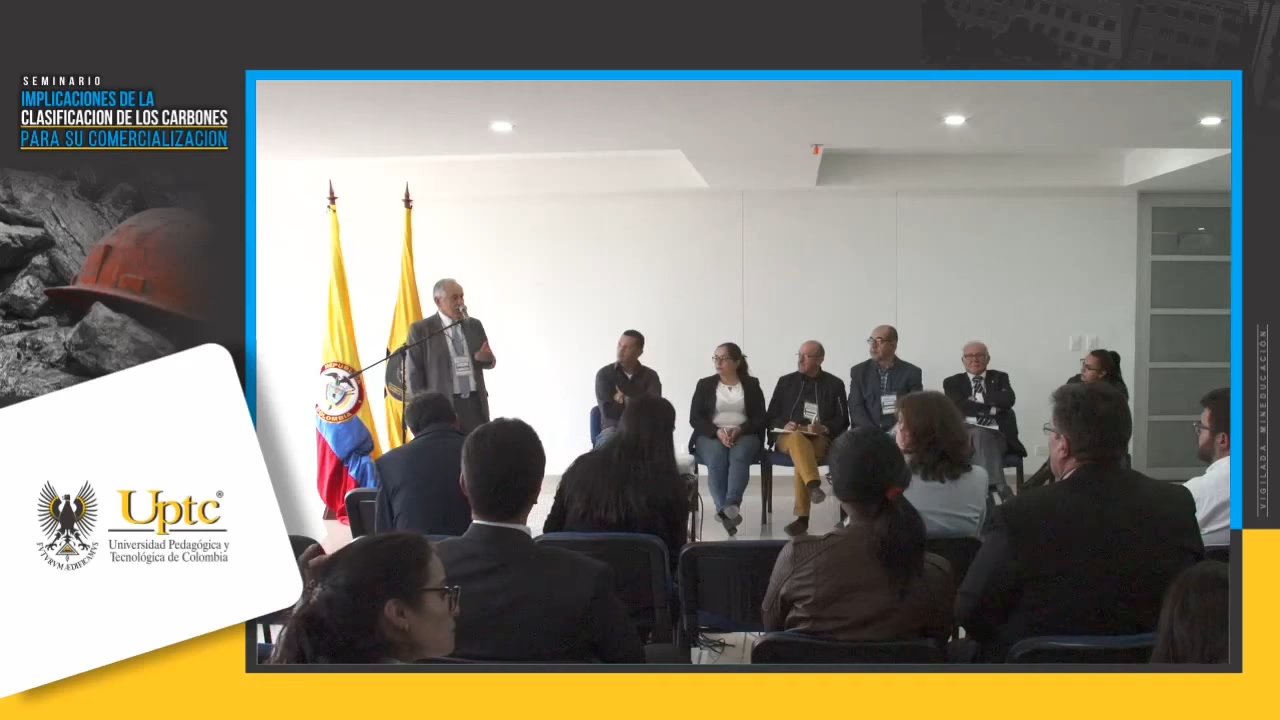 SEMINARIO
IMPLICACIONES DE LA
CLASIFICACION DE LOS CARBONES
PARA SU COMERCIALIZACION
Uptc®
Universidad Pedagógica y
Tecnológica de Colombia
VIGILADA MINEDUCACIÓN
COLOMBIA